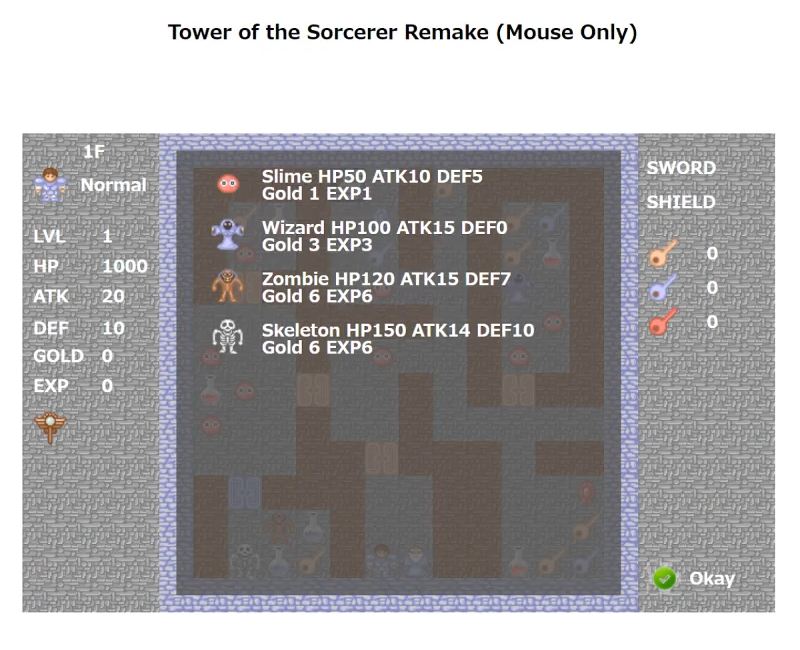 Tower of the Sorcerer Remake (Mouse Only)
1F
Normal
LVL 1
HP 1000
ATK 20
DEF 10
GOLD 0
EXP 0
Slime HP50 ATK10 DEF5
Gold 1 EXP1
Wizard HP100 ATK15 DEF0
Gold 3 EXP3
Zombie HP120 ATK15 DEF7
Gold 6 EXP6
Skeleton HP150 ATK14 DEF10
Gold 6 EXP6
SWORD
SHIELD
0
0
0
Okay